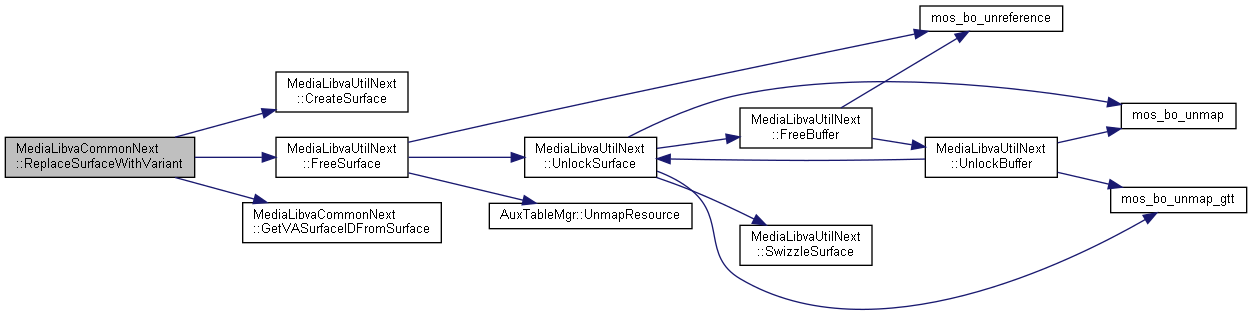 MediaLibvaCommonNext
::ReplaceSurfaceWithVariant
MediaLibvaUtilNext
::CreateSurface
MediaLibvaUtilNext
::FreeSurface
MediaLibvaCommonNext
::GetVASurfaceIDFromSurface
mos_bo_unreference
MediaLibvaUtilNext
::UnlockSurface
AuxTableMgr::UnmapResource
MediaLibvaUtilNext
::FreeBuffer
MediaLibvaUtilNext
::SwizzleSurface
MediaLibvaUtilNext
::UnlockBuffer
mos_bo_unmap
mos_bo_unmap_gtt